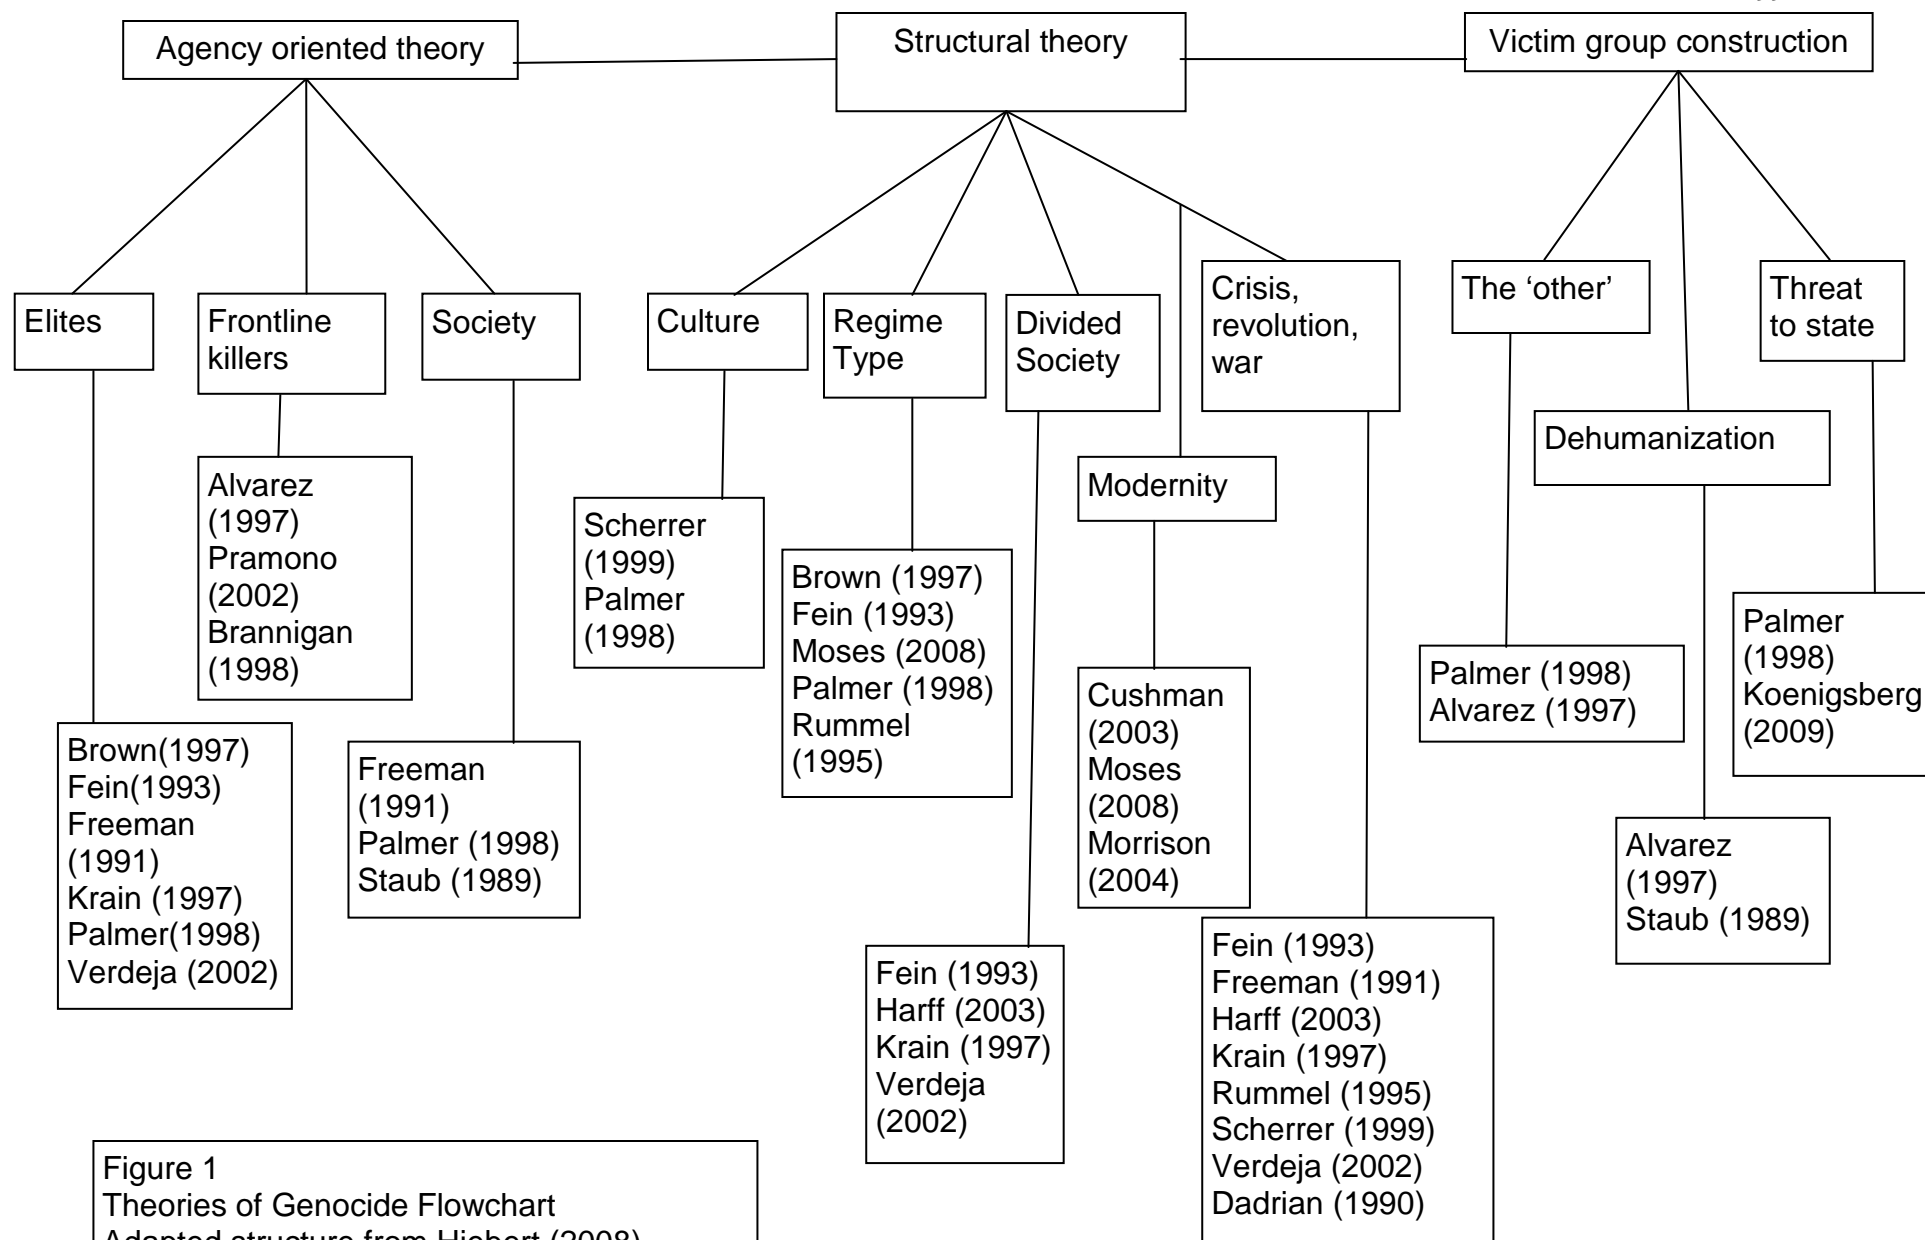 Agency oriented theory
Structural theory
Victim group construction
Elites
Frontline
killers
Society
Culture
Regime
Type
Divided
Society
Crisis,
revolution,
war
The ‘other’
Threat
to state
Dehumanization
Modernity
Alvarez
(1997)
Pramono
(2002)
Brannigan
(1998)
Scherrer
(1999)
Palmer
(1998)
Brown (1997)
Fein (1993)
Moses (2008)
Palmer (1998)
Rummel
(1995)
Palmer (1998)
Alvarez (1997)
Palmer
(1998)
Koenigsberg
(2009)
Cushman
(2003)
Moses
(2008)
Morrison
(2004)
Brown(1997)
Fein(1993)
Freeman
(1991)
Krain (1997)
Palmer(1998)
Verdeja (2002)
Freeman
(1991)
Palmer (1998)
Staub (1989)
Alvarez
(1997)
Staub (1989)
Fein (1993)
Harff (2003)
Krain (1997)
Verdeja
(2002)
Fein (1993)
Freeman (1991)
Harff (2003)
Krain (1997)
Rummel (1995)
Scherrer (1999)
Verdeja (2002)
Dadrian (1990)
Figure 1
Theories of Genocide Flowchart
Adapted structure from Hiebert (2008)